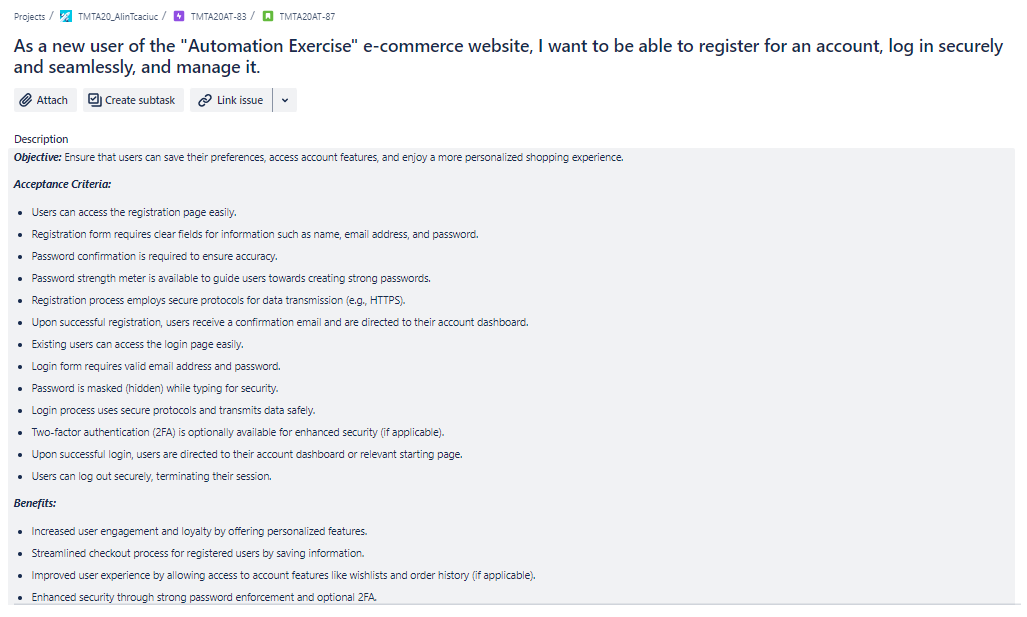 Projects / TMTA20_AlinTcaciuc / TMTA20AT-83 / TMTA20AT-87
As a new user of the "Automation Exercise" e-commerce website, I want to be able to register for an account, log in securely
and seamlessly, and manage it.
Attach Create subtask Link issue
Description
Objective: Ensure that users can save their preferences, access account features, and enjoy a more personalized shopping experience.
Acceptance Criteria:
• Users can access the registration page easily.
• Registration form requires clear fields for information such as name, email address, and password.
• Password confirmation is required to ensure accuracy.
• Password strength meter is available to guide users towards creating strong passwords.
• Registration process employs secure protocols for data transmission (e.g., HTTPS).
• Upon successful registration, users receive a confirmation email and are directed to their account dashboard.
• Existing users can access the login page easily.
• Login form requires valid email address and password.
• Password is masked (hidden) while typing for security.
• Login process uses secure protocols and transmits data safely.
• Two-factor authentication (2FA) is optionally available for enhanced security (if applicable).
• Upon successful login, users are directed to their account dashboard or relevant starting page.
• Users can log out securely, terminating their session.
Benefits:
• Increased user engagement and loyalty by offering personalized features.
• Streamlined checkout process for registered users by saving information.
• Improved user experience by allowing access to account features like wishlists and order history (if applicable).
• Enhanced security through strong password enforcement and optional 2FA.